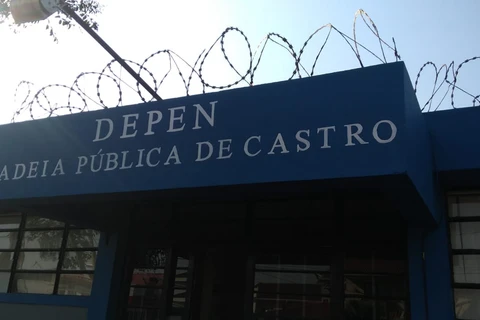 DEPEN
ADEIA PÚBLICA DE CASTRO